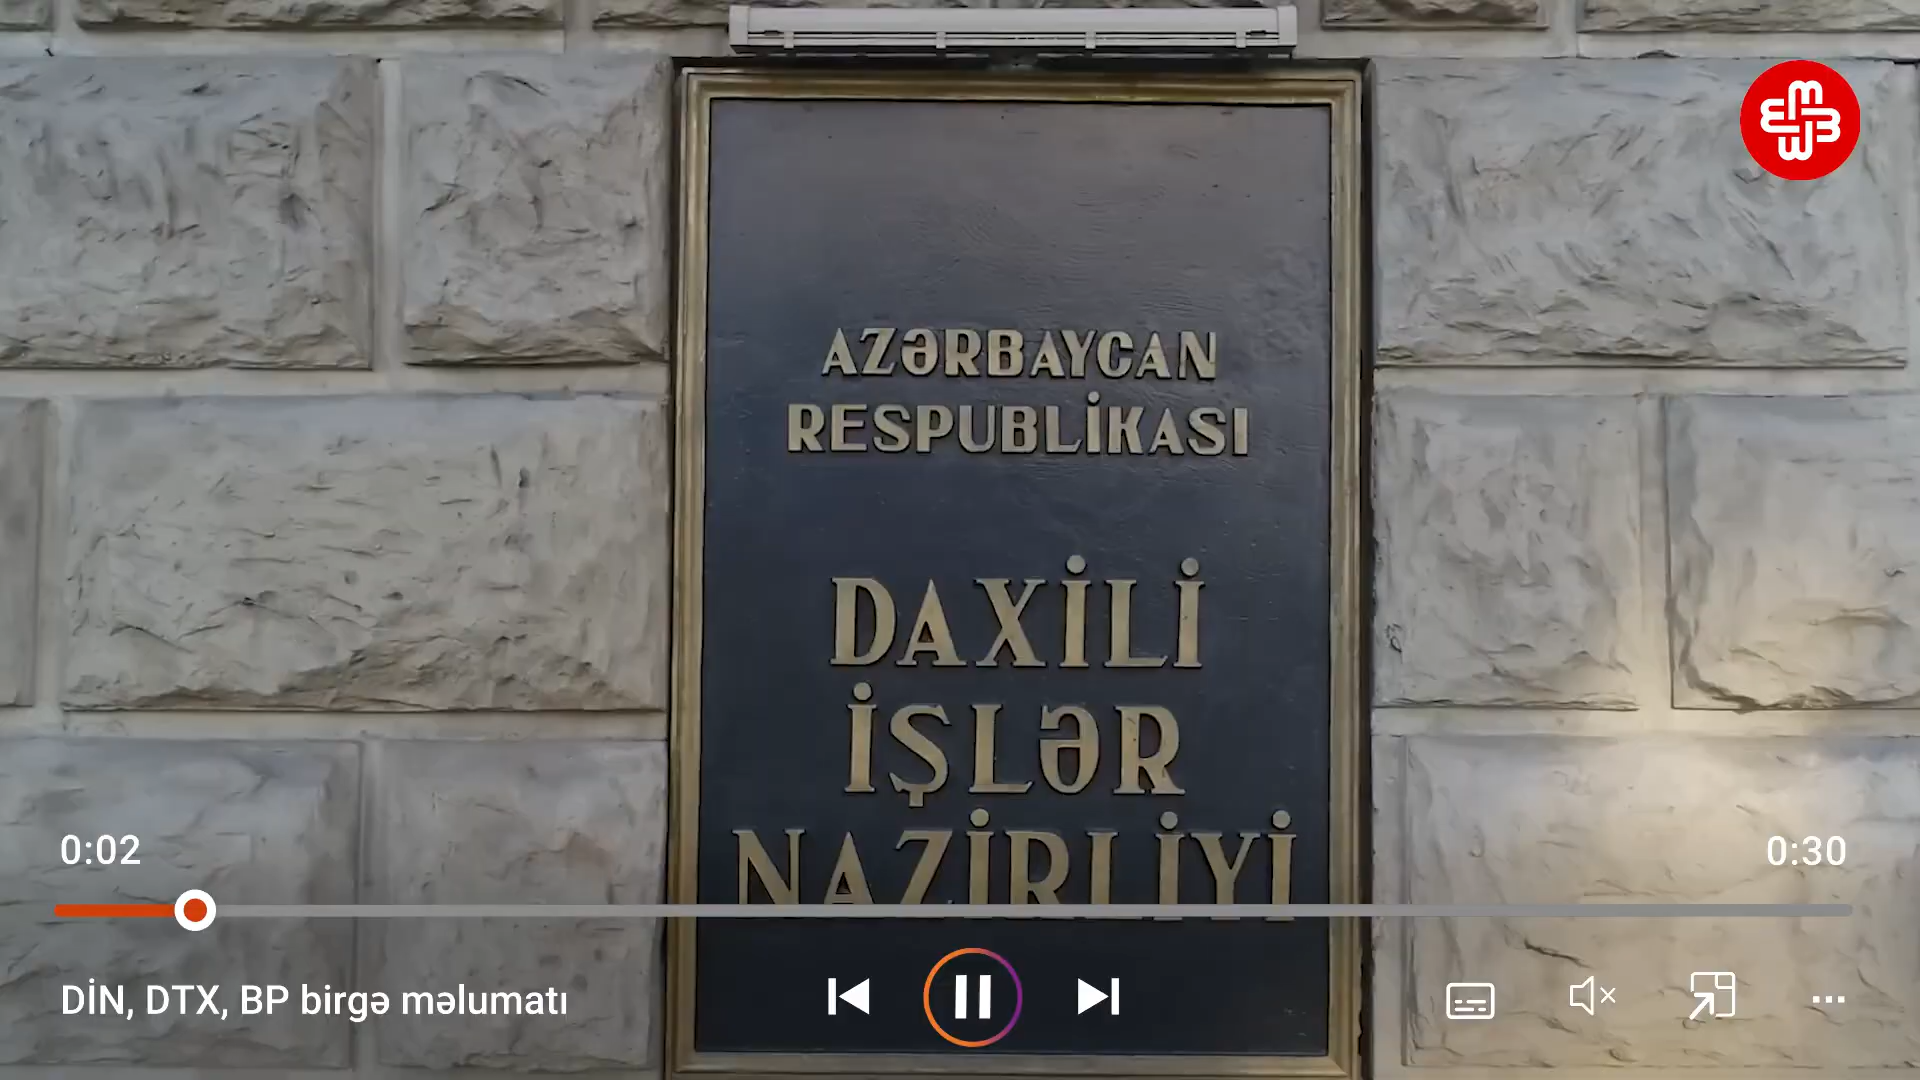 AZƏRBAYCAN
RESPUBLİKASI
DAXİLİ
İŞLƏR
NAZİRLİYİ
0:02
0:30
DİN, DTX, BP birgə məlumatı